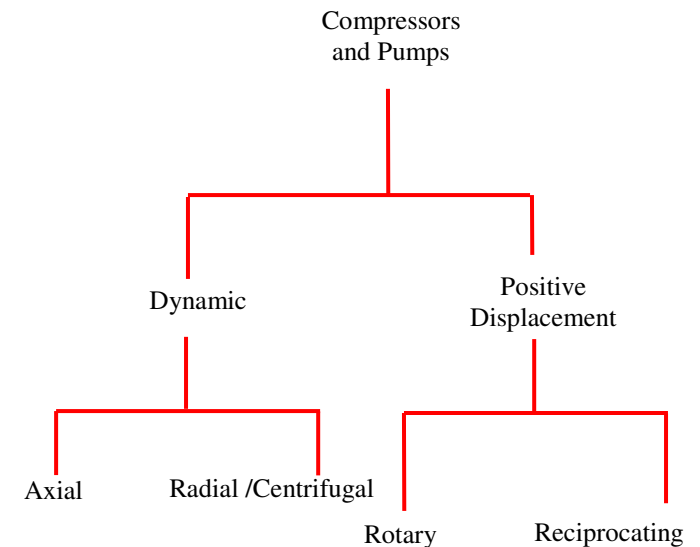 Compressors
and Pumps
Dynamic
Positive
Displacement
Axial
Radial /Centrifugal
Rotary
Reciprocating